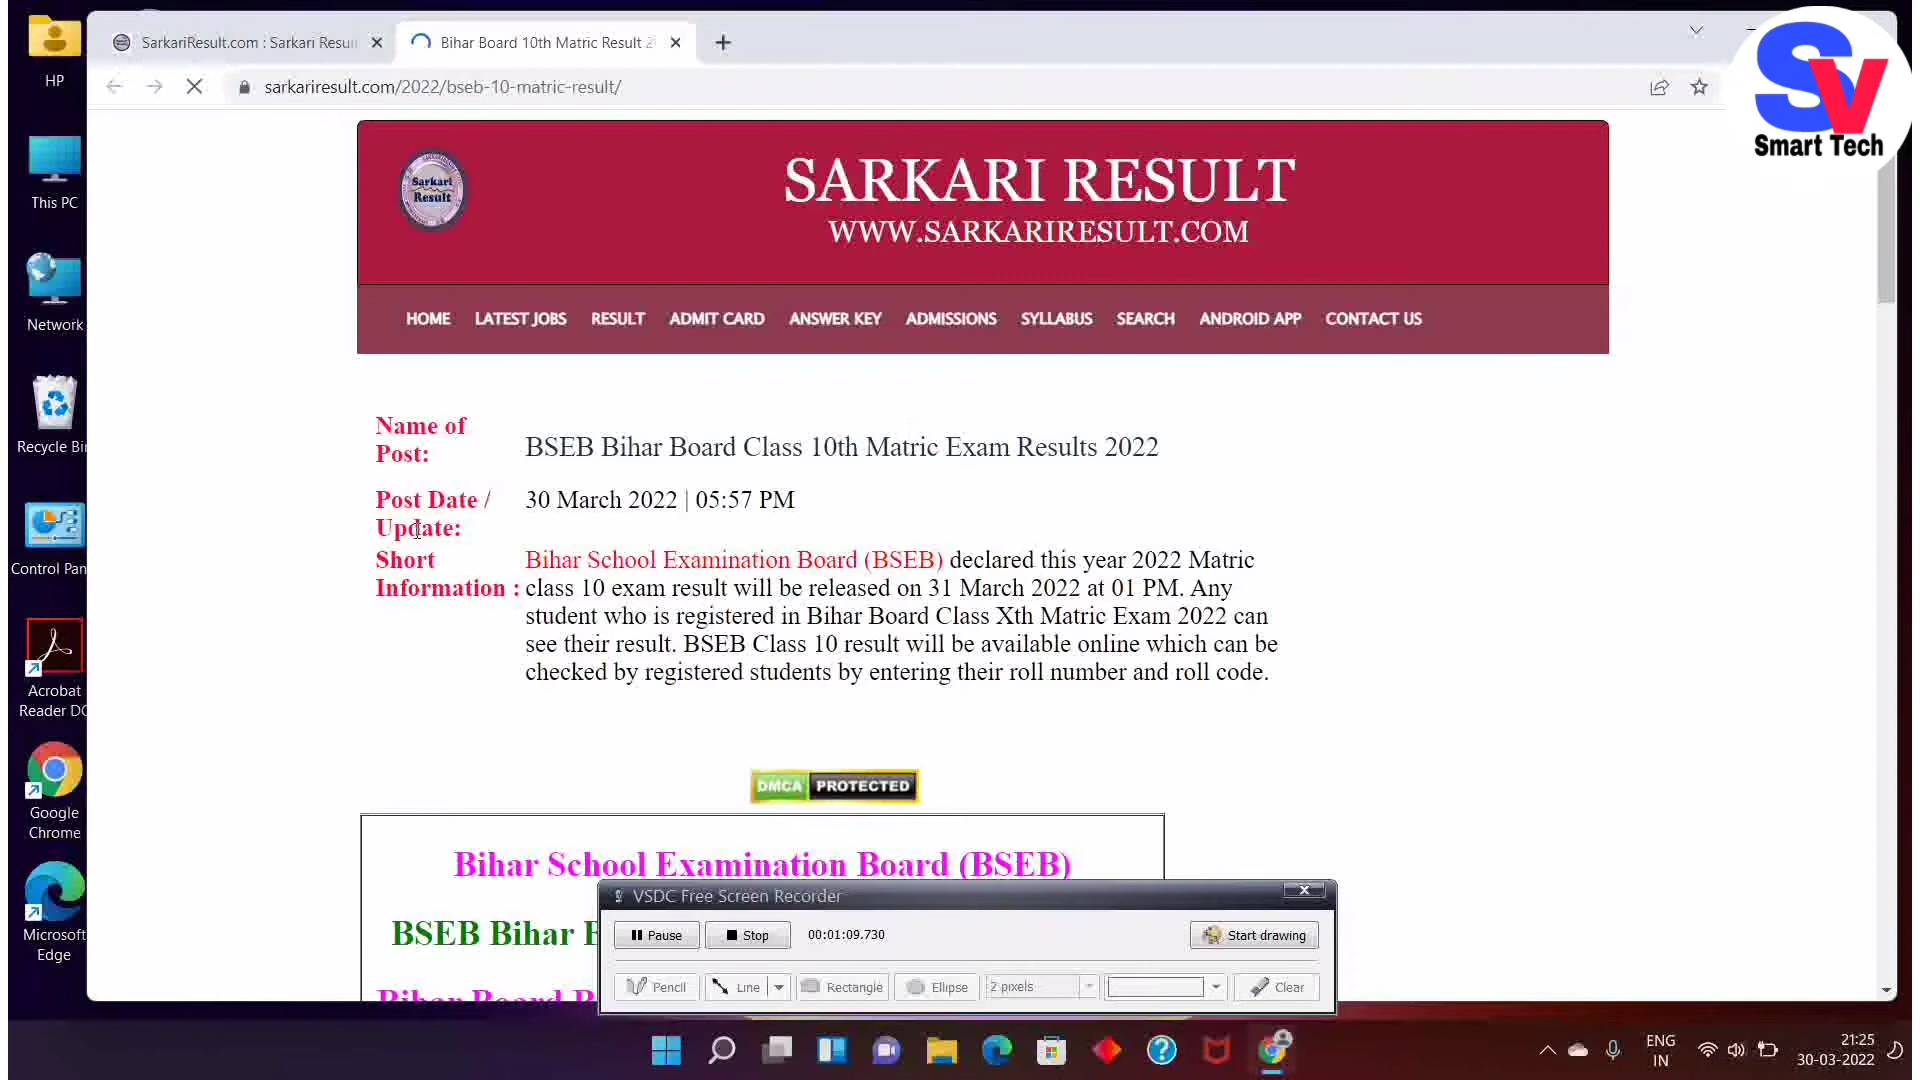 HP
This PC
Network
Recycle Bin
Control Pan
Acrobat
Reader DC
Google
Chrome
Microsoft
Edge
SarkariResult.com : Sarkari Resu
Bihar Board 10th Matric Result 2
sarkariresult.com/2022/bseb-10-matric-result/
SV
Smart Tech
Sarkari
Result
SARKARI RESULT
WWW.SARKARIRESULT.COM
HOME LATEST JOBS RESULT ADMIT CARD ANSWER KEY ADMISSIONS SYLLABUS SEARCH ANDROID APP CONTACT US
Name of
Post:
BSEB Bihar Board Class 10th Matric Exam Results 2022
Post Date /
Update:
30 March 2022 | 05:57 PM
Short
Information :
Bihar School Examination Board (BSEB) declared this year 2022 Matric
class 10 exam result will be released on 31 March 2022 at 01 PM. Any
student who is registered in Bihar Board Class Xth Matric Exam 2022 can
see their result. BSEB Class 10 result will be available online which can be
checked by registered students by entering their roll number and roll code.
DMCA PROTECTED
Bihar School Examination Board (BSEB)
BSEB Bihar
Bihar Board
VSDC Free Screen Recorder
Pause Stop 00:01:09.730 Start drawing
Pencil Line Rectangle Ellipse 2 pixels Clear
ENG
IN
21:25
30-03-2022